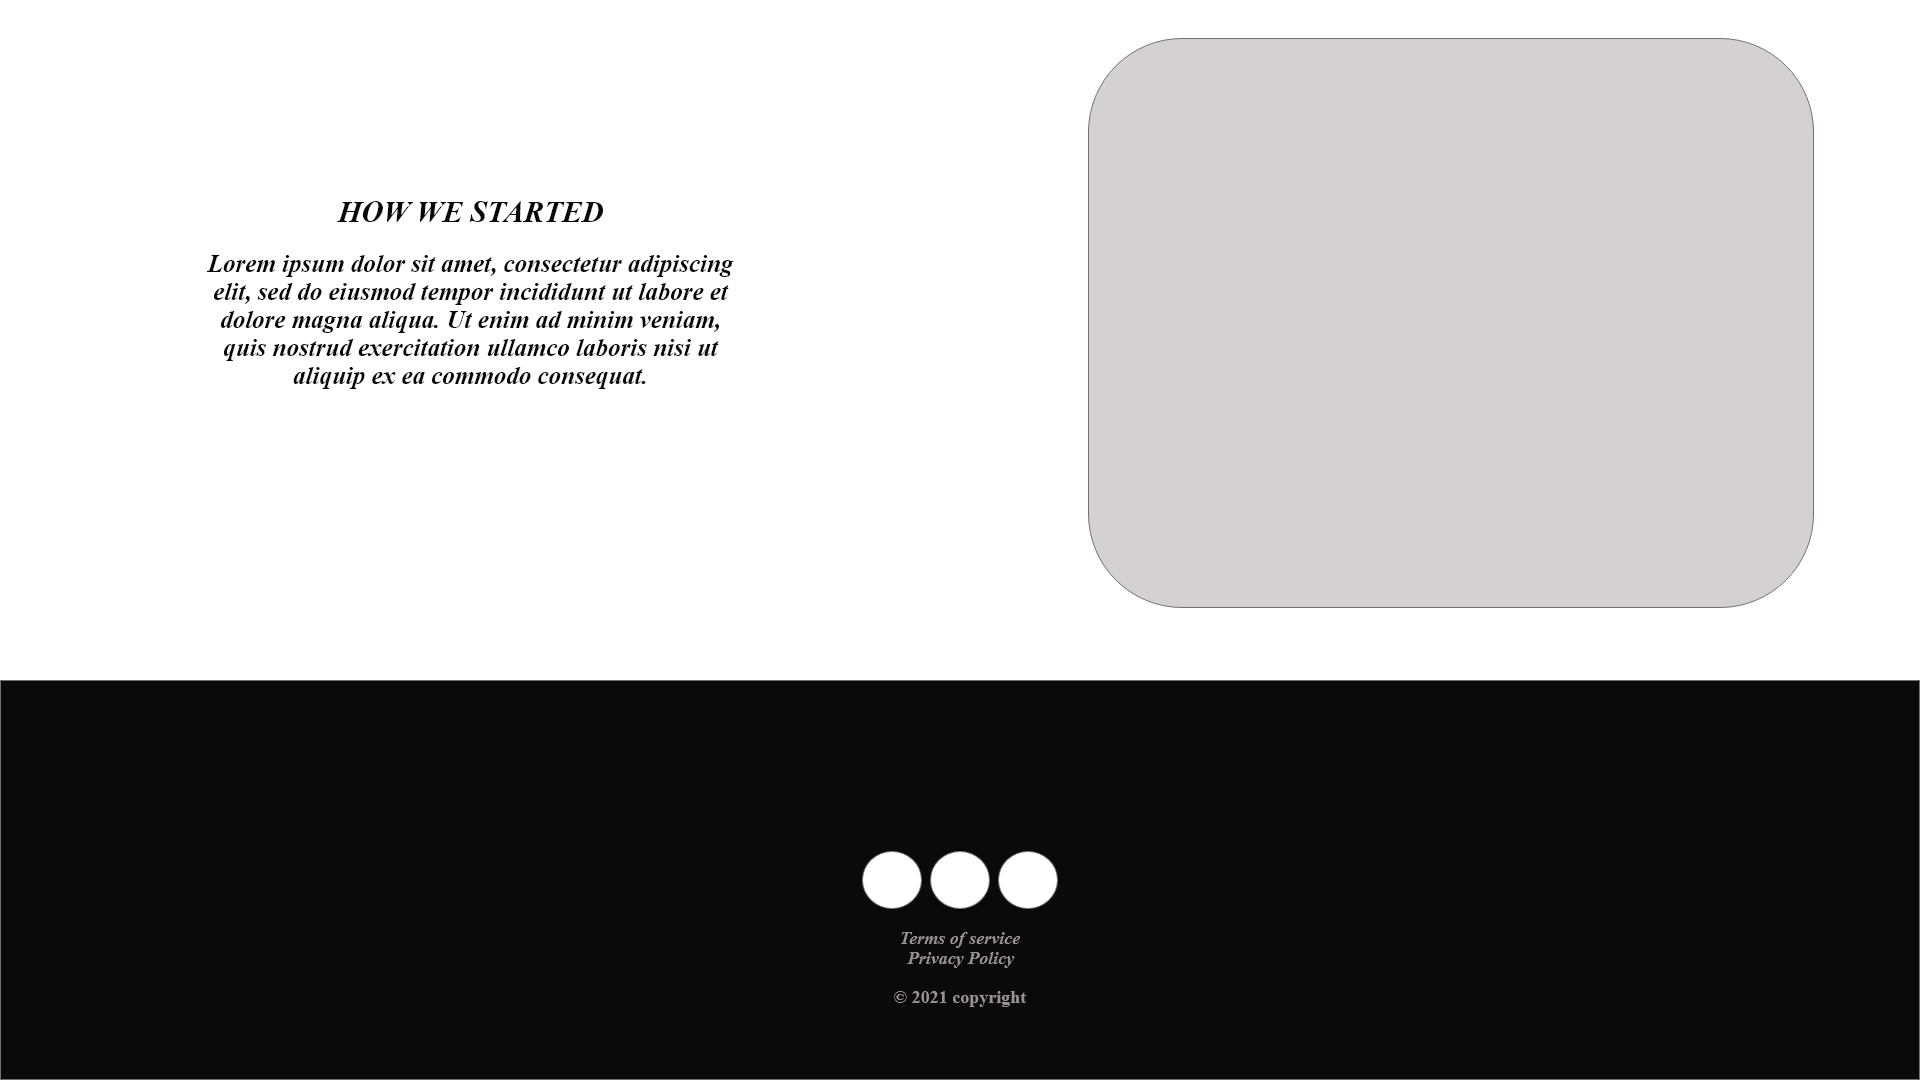 HOW WE STARTED
Lorem ipsum dolor sit amet, consectetur adipiscing
elit, sed do eiusmod tempor incididunt ut labore et
dolore magna aliqua. Ut enim ad minim veniam,
quis nostrud exercitation ullamco laboris nisi ut
aliquip ex ea commodo consequat.
Terms of service
Privacy Policy
© 2021 copyright